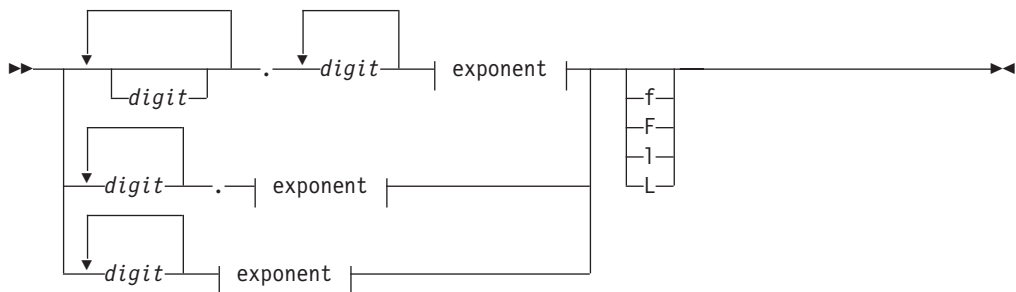 . digit exponent
digit
f
F
l
digit . exponent
L
digit exponent